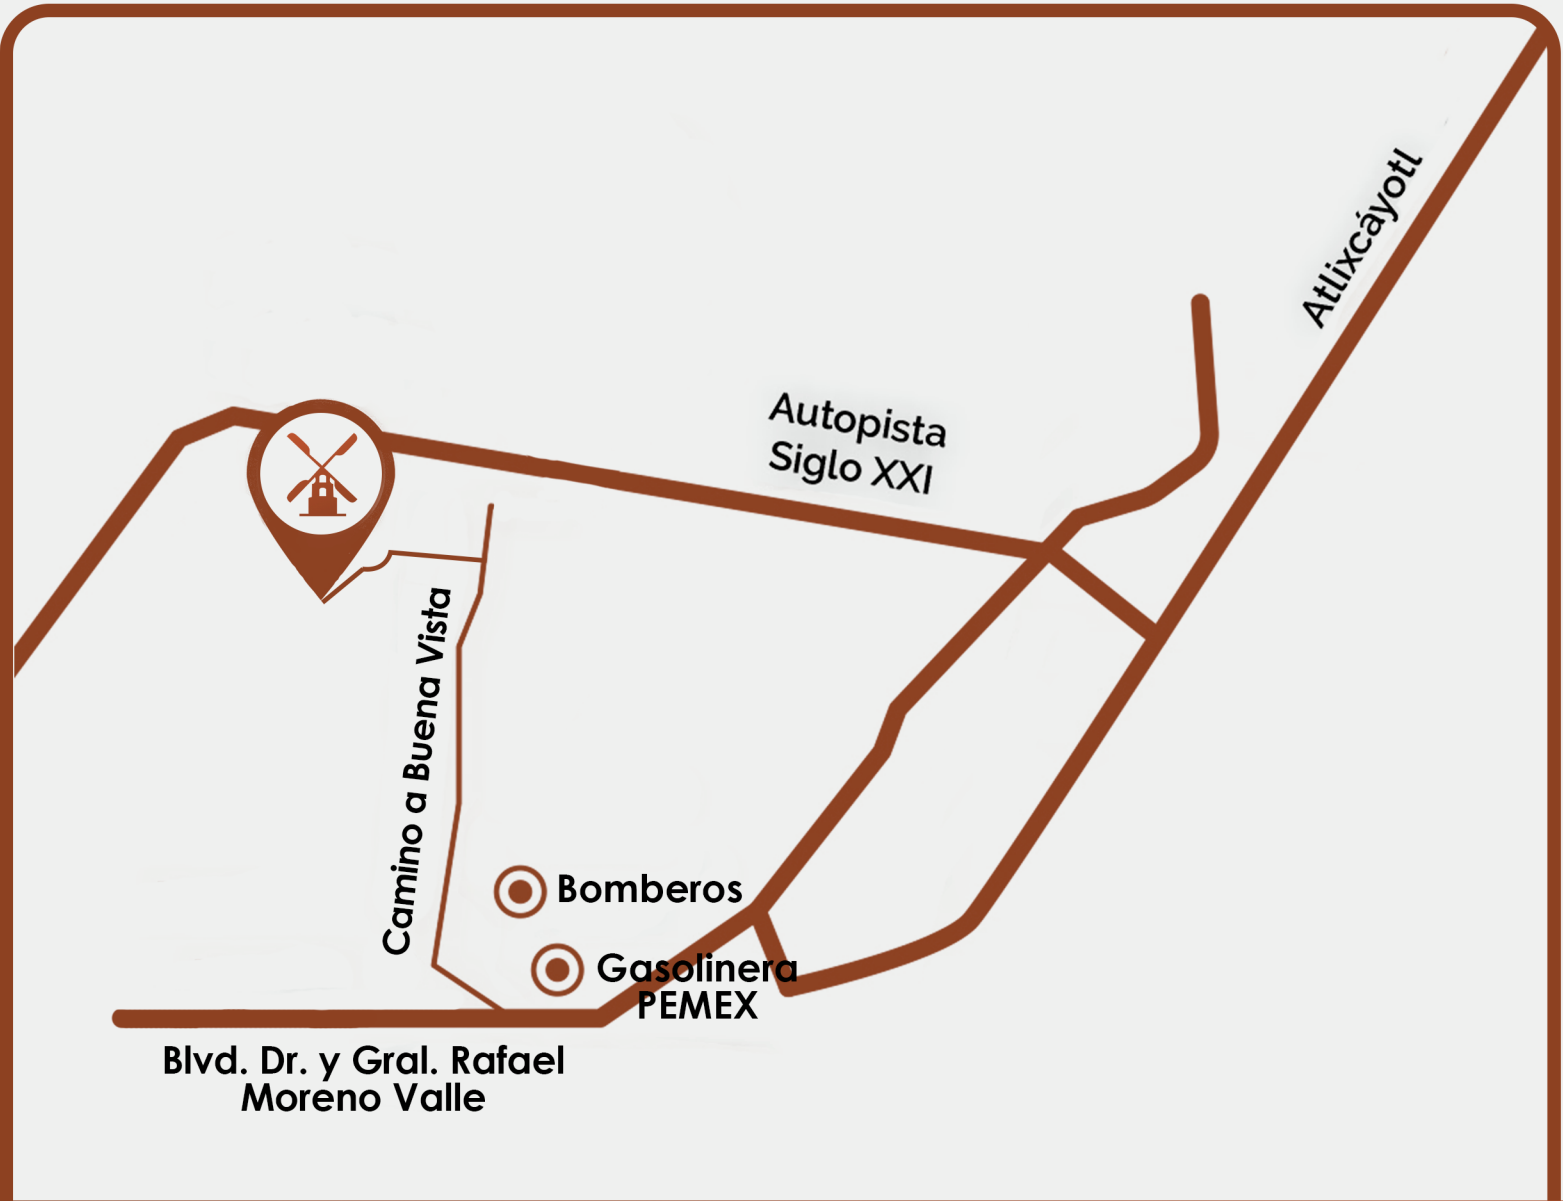 Atlixcáyotl
Autopista
Siglo XXI
Camino a Buena Vista
Bomberos
Gasolinera
PEMEX
Blvd. Dr. y Gral. Rafael
Moreno Valle